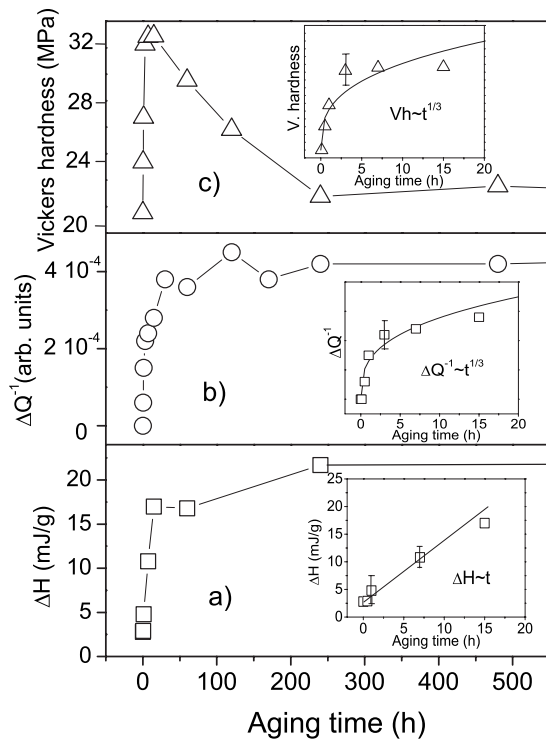 Vickers hardness (MPa)
32
28
24
22
20
c)
V. hardness
Vh~t^1/3
0 5 10 15 20
Aging time (h)
ΔQ⁻¹(arb. units)
4 10⁻⁴
2 10⁻⁴
0
b)
ΔQ⁻¹
ΔQ⁻¹~t^1/3
0 5 10 15 20
Aging time (h)
ΔH (mJ/g)
20
15
10
5
0
a)
ΔH (mJ/g)
25
20
15
10
5
0
ΔH~t
0 5 10 15 20
Aging time (h)
0 100 200 300 400 500
Aging time (h)